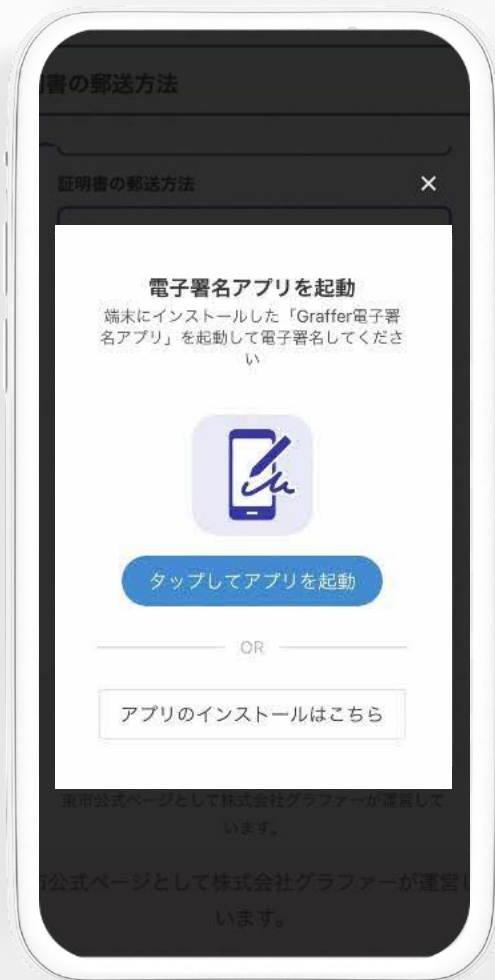 書の郵送方法
証明書の郵送方法
×
電子署名アプリを起動
端末にインストールした「Graffer電子署
名アプリ」を起動して電子署名してくださ
い
タップしてアプリを起動
OR
アプリのインストールはこちら
市公式ページとして株式会社グラファーが運営して
います。
市公式ページとして株式会社グラファーが運営し
います。